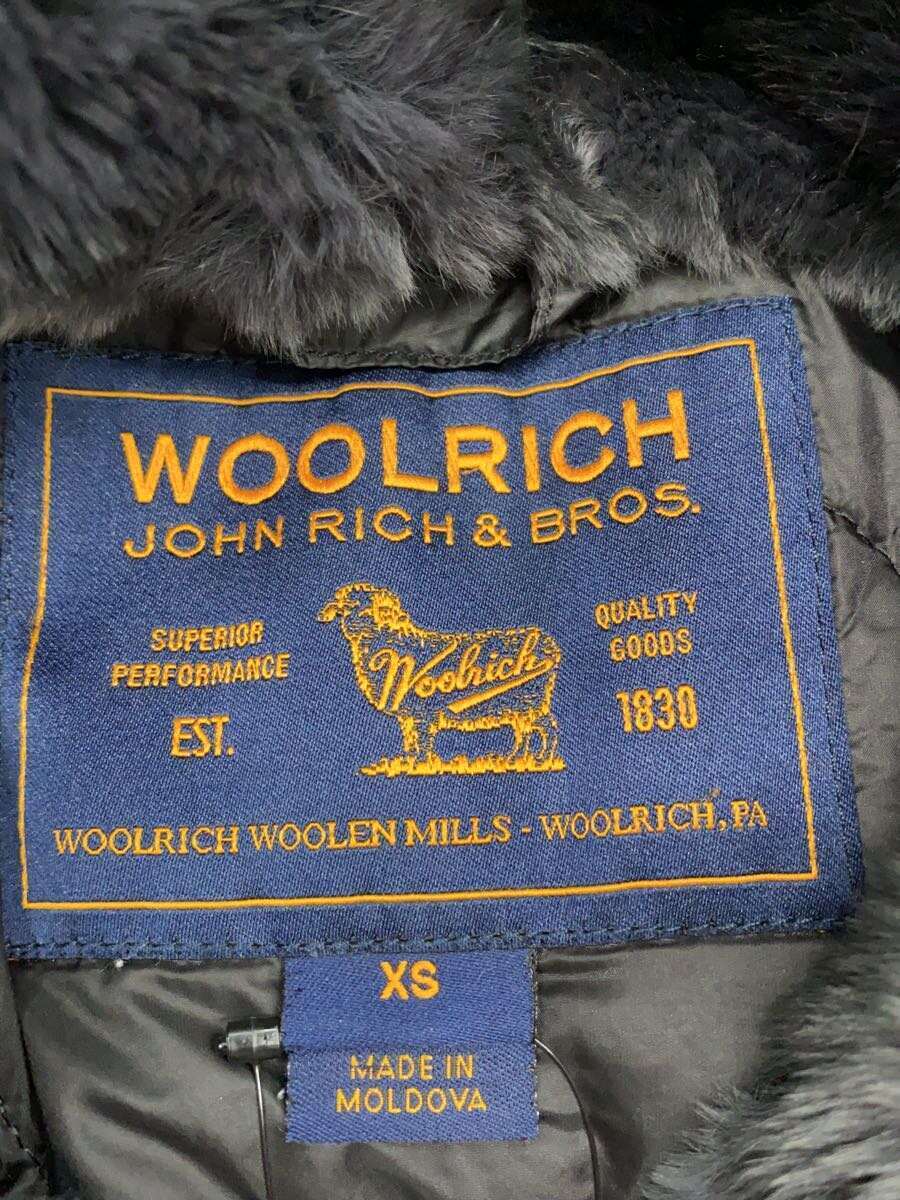 WOOLRICH
JOHN RICH & BROS.
SUPERIOR
PERFORMANCE
EST.
Woolrich
QUALITY
GOODS
1830
WOOLRICH WOOLEN MILLS - WOOLRICH, PA
XS
MADE IN
MOLDOVA